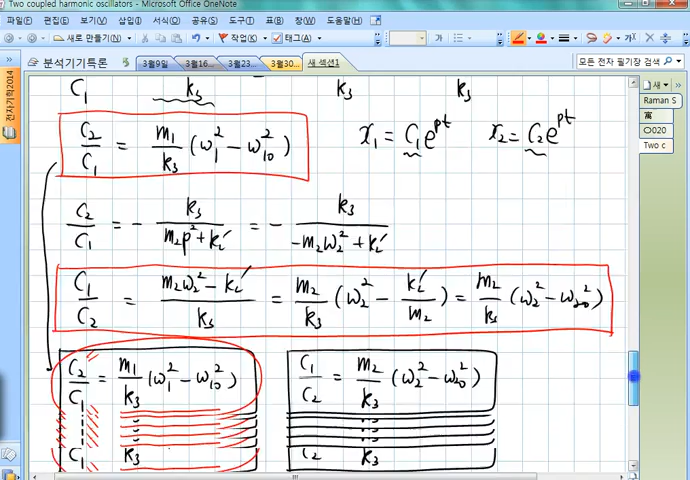 Two coupled harmonic oscillators - Microsoft Office OneNote
파일(F) 편집(E) 보기(V) 삽입(I) 서식(O) 공유(S) 도구(T) 표(A) 창(W) 도움말(H)
새로 만들기(W) 작업(K) 태그(A)
분석기기특론 3월9일 3월16... 3월23... 3월30... 새 섹션1 모든 전자 필기장 검색
전자기학2014
새
Raman S
020
Two c
C₁ k₃ k₃ k₃
C₂/C₁ = m₁/k₃ (ω₁² − ω₁₀²) x₁ = C₁e^pt x₂ = C₂e^pt
C₂/C₁ = − k₃/(m₂p² + k₂′) = − k₃/(−m₂ω₂² + k₂′)
C₁/C₂ = (m₂ω₂² − k₂′)/k₃ = m₂/k₃ (ω₂² − k₂′/m₂) = m₂/k₃ (ω₂² − ω₂₀²)
C₂/C₁ = m₁/k₃ (ω₁² − ω₁₀²) C₁/C₂ = m₂/k₃ (ω₂² − ω₂₀²)
C₁ k₃ C₂ k₃